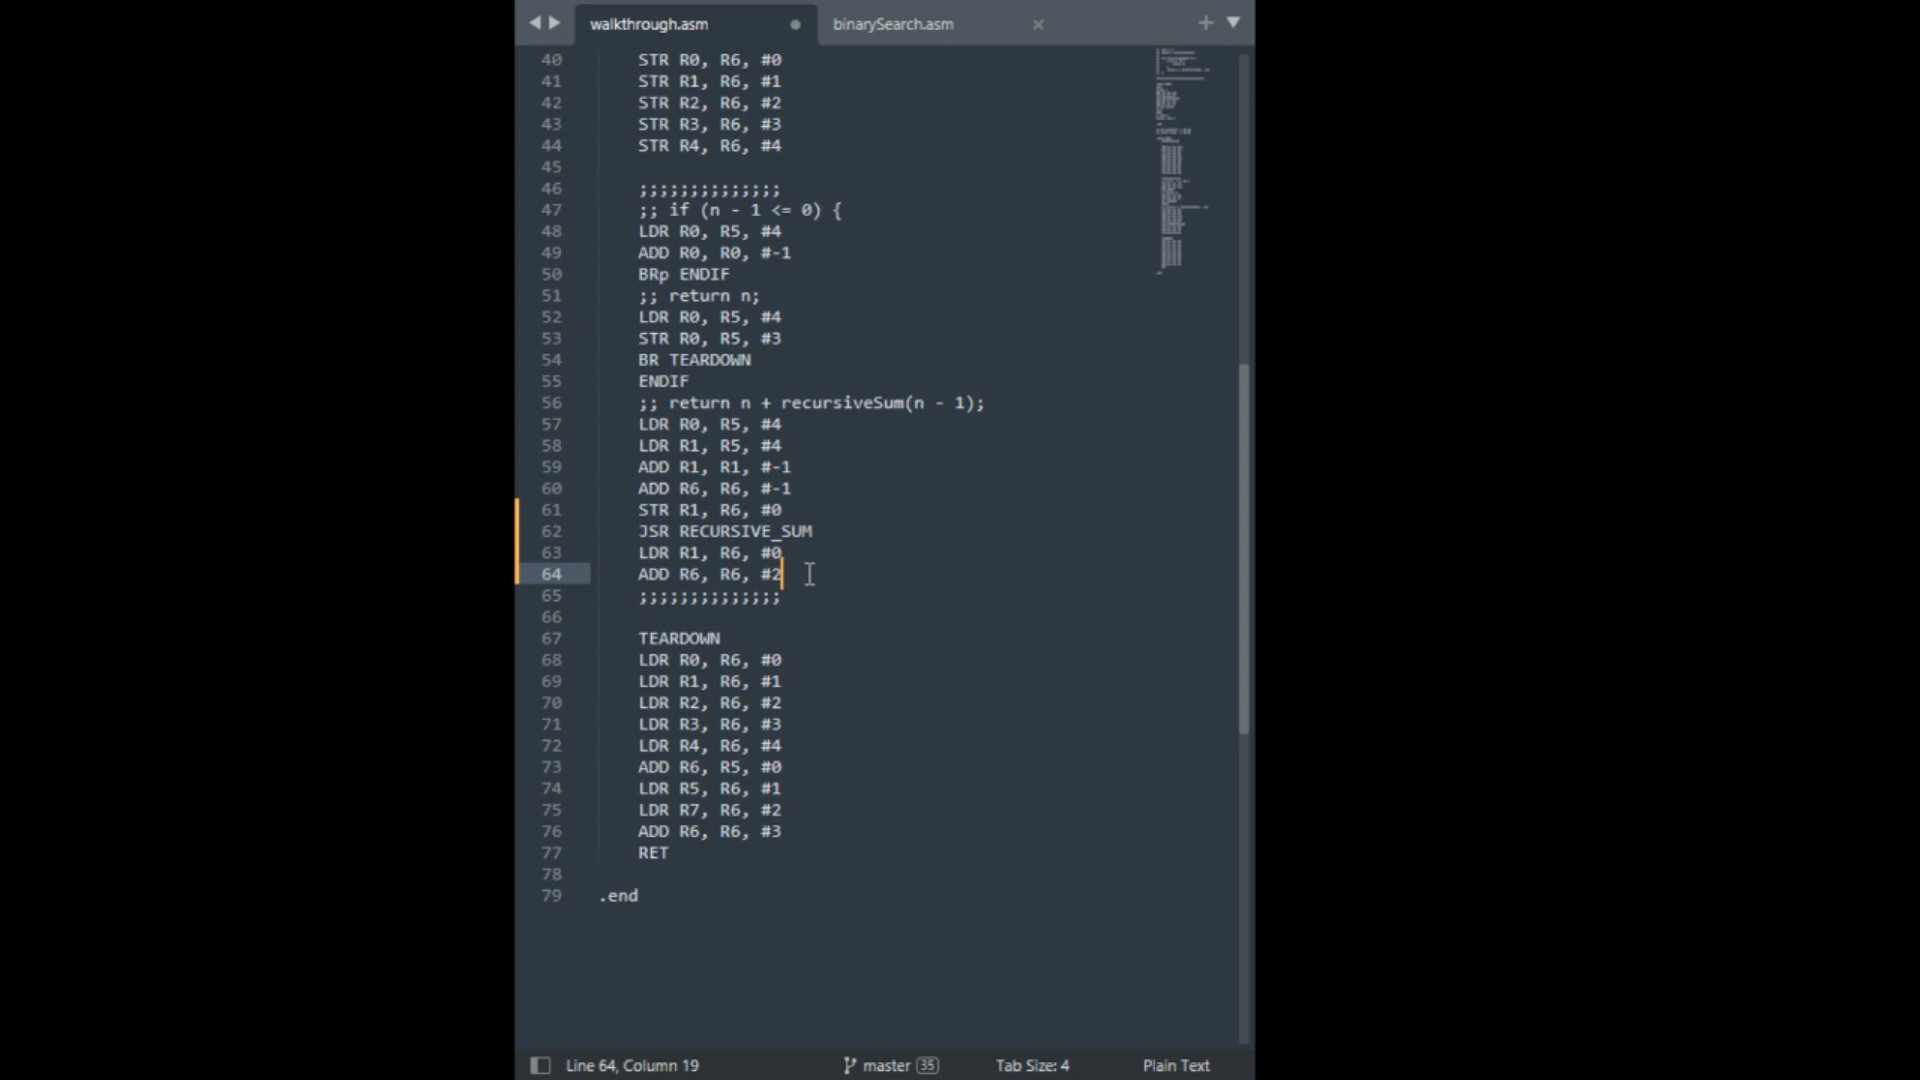 walkthrough.asm
binarySearch.asm
40 STR R0, R6, #0
41 STR R1, R6, #1
42 STR R2, R6, #2
43 STR R3, R6, #3
44 STR R4, R6, #4
45
46 ;;;;;;;;;;;;;;
47 ;; if (n - 1 <= 0) {
48 LDR R0, R5, #4
49 ADD R0, R0, #-1
50 BRp ENDIF
51 ;; return n;
52 LDR R0, R5, #4
53 STR R0, R5, #3
54 BR TEARDOWN
55 ENDIF
56 ;; return n + recursiveSum(n - 1);
57 LDR R0, R5, #4
58 LDR R1, R5, #4
59 ADD R1, R1, #-1
60 ADD R6, R6, #-1
61 STR R1, R6, #0
62 JSR RECURSIVE_SUM
63 LDR R1, R6, #0
64 ADD R6, R6, #2
65 ;;;;;;;;;;;;;;
66
67 TEARDOWN
68 LDR R0, R6, #0
69 LDR R1, R6, #1
70 LDR R2, R6, #2
71 LDR R3, R6, #3
72 LDR R4, R6, #4
73 ADD R6, R5, #0
74 LDR R5, R6, #1
75 LDR R7, R6, #2
76 ADD R6, R6, #3
77 RET
78
79 .end
Line 64, Column 19
master 35
Tab Size: 4
Plain Text